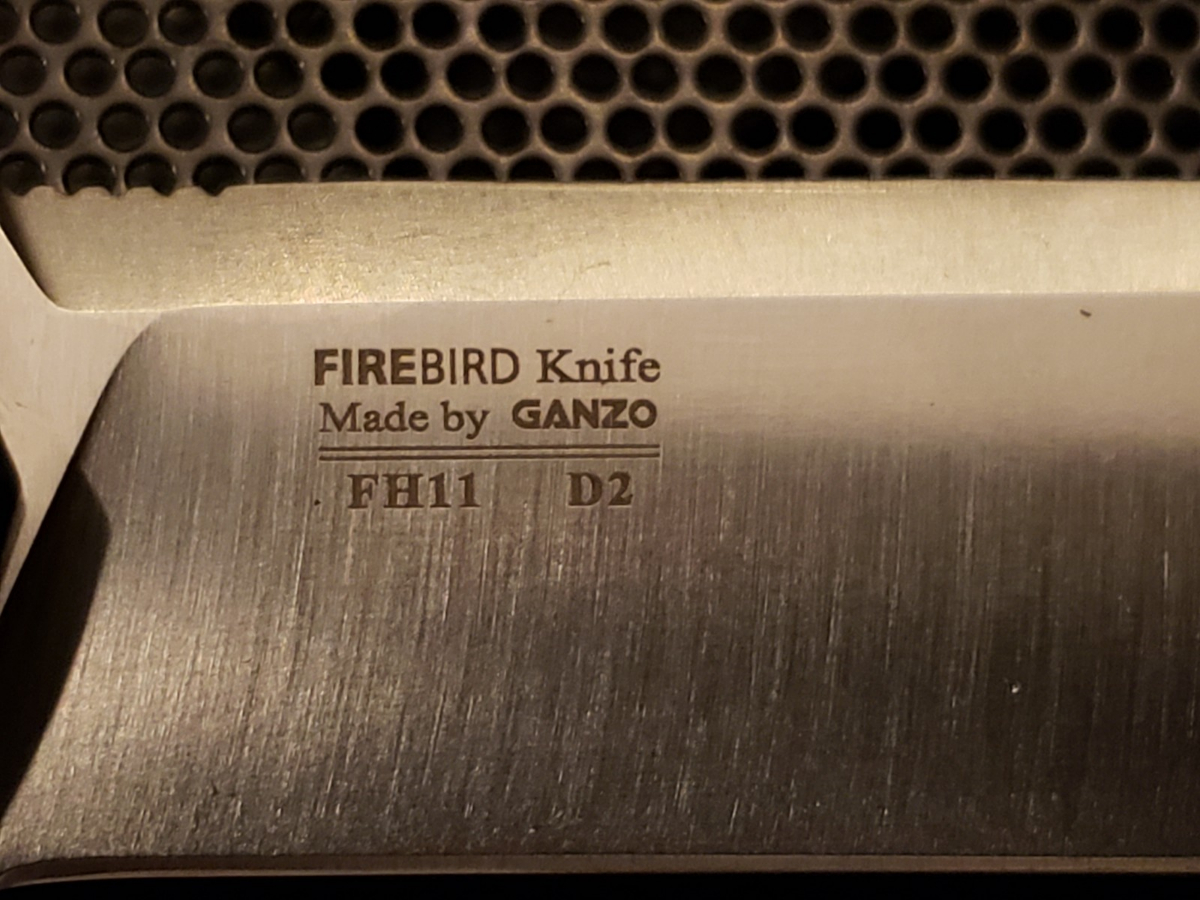 FIREBIRD Knife
Made by GANZO
FH11 D2